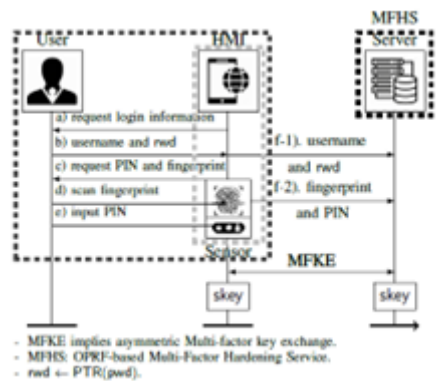 MFHS
User
HMI
Server
a) request login information
b) username and rwd
f-1). username
and rwd
c) request PIN and fingerprint
d) scan fingerprint
f-2). fingerprint
and PIN
e) input PIN
Sensor
MFKE
skey
skey
- MFKE implies asymmetric Multi-factor key exchange.
- MFHS: OPRF-based Multi-Factor Hardening Service.
- rwd ← PTR(pwd).